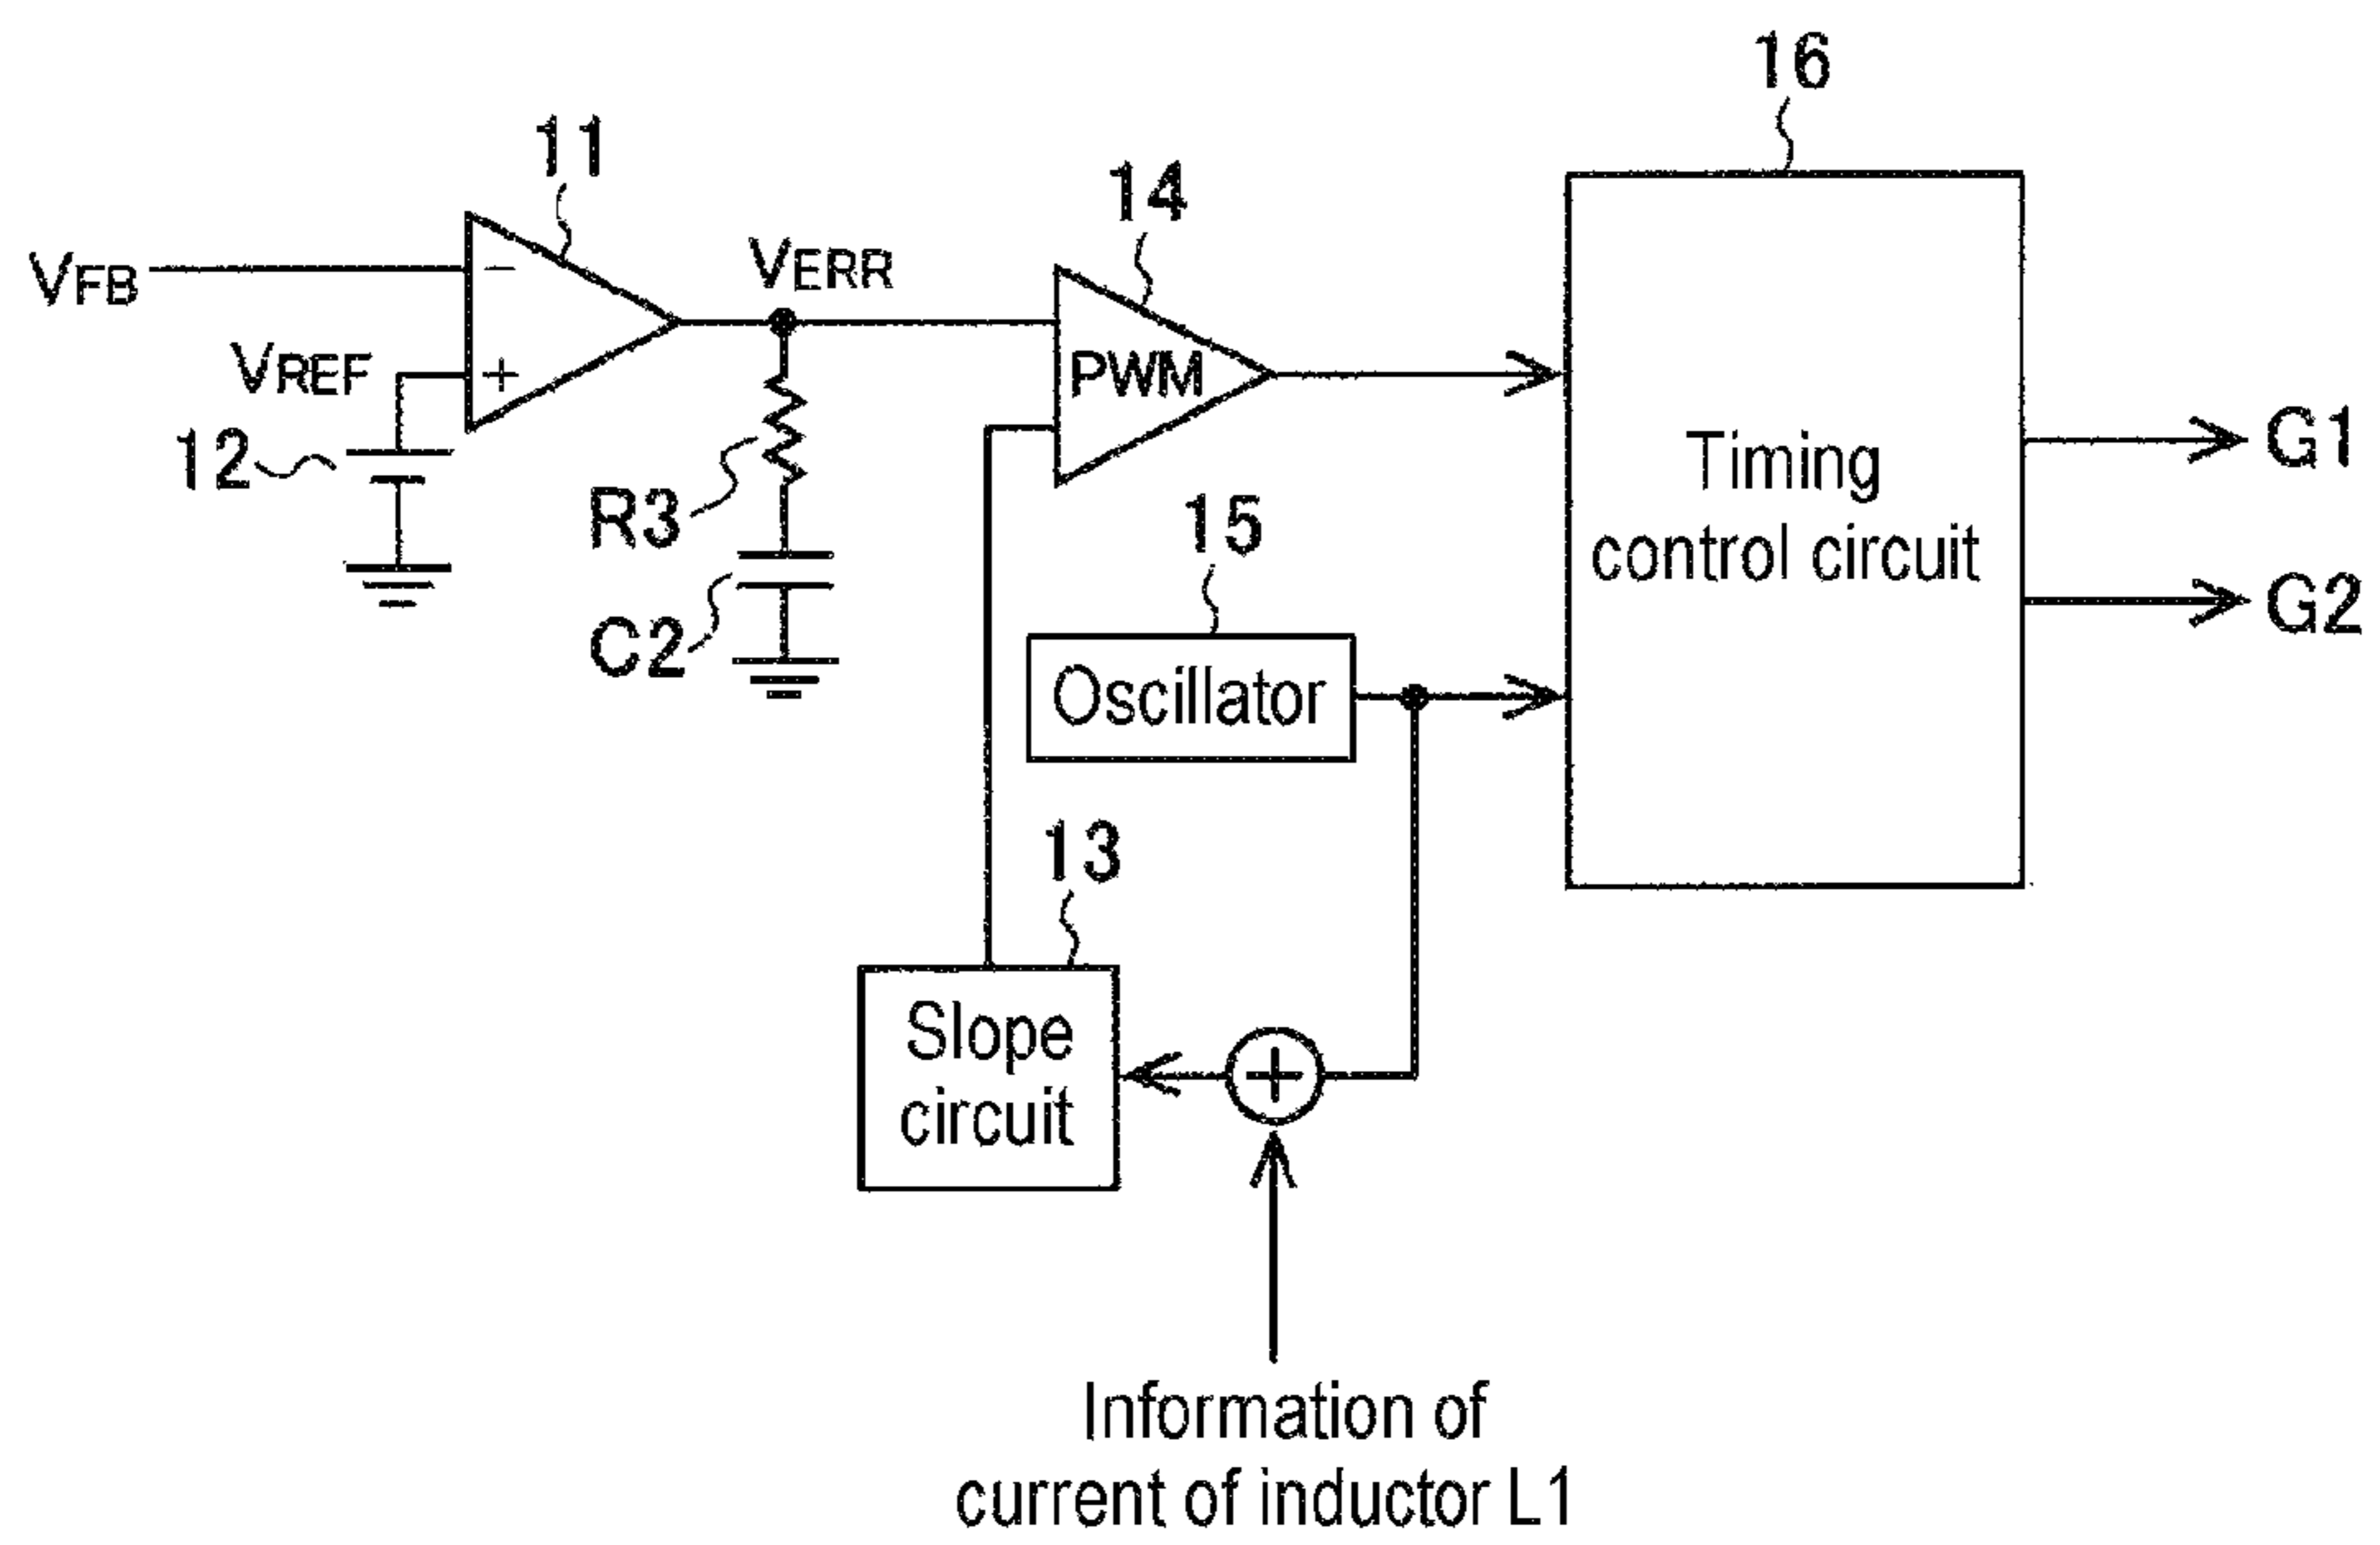 16
11
14
VFB
VERR
VREF
PWM
12
R3
C2
15
Timing
control circuit
G1
G2
Oscillator
13
Slope
circuit
Information of
current of inductor L1